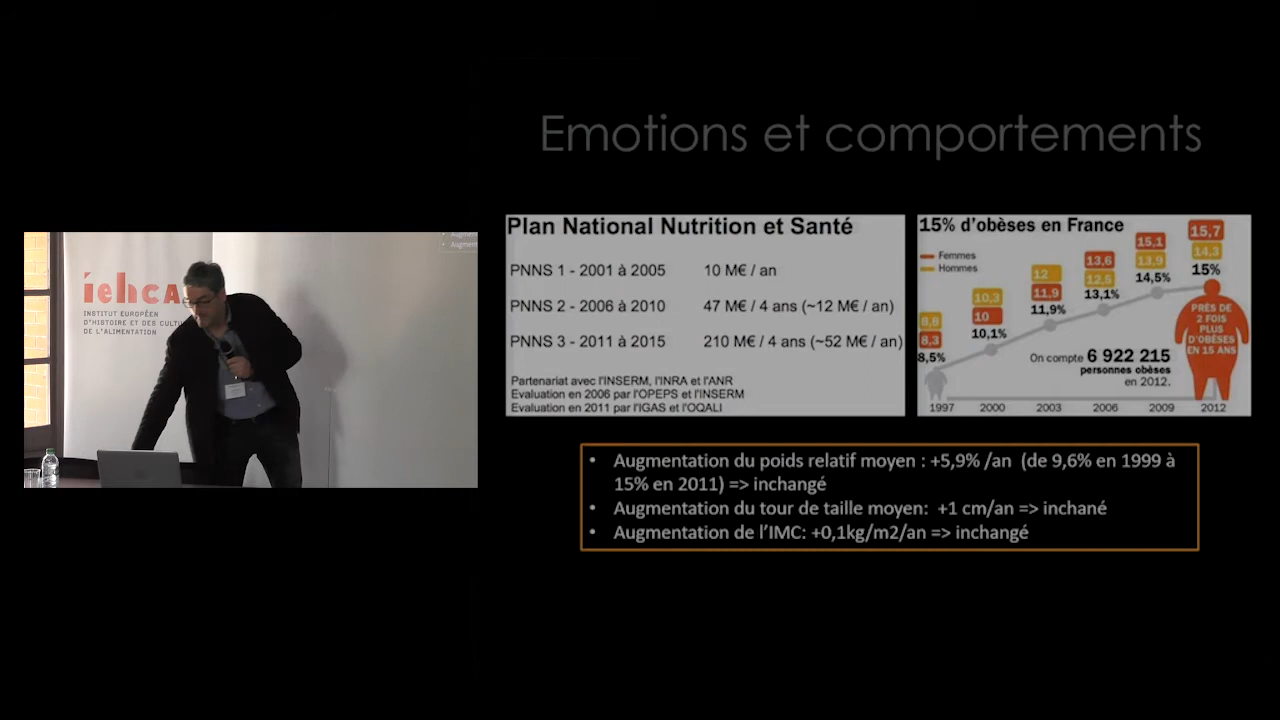 iehca
INSTITUT EUROPÉEN
D'HISTOIRE ET DES CULTU
DE L'ALIMENTATION
Emotions et comportements
Plan National Nutrition et Santé
PNNS 1 - 2001 à 2005 10 M€ / an
PNNS 2 - 2006 à 2010 47 M€ / 4 ans (~12 M€ / an)
PNNS 3 - 2011 à 2015 210 M€ / 4 ans (~52 M€ / an)
Partenariat avec l'INSERM, l'INRA et l'ANR
Evaluation en 2006 par l'OPEPS et l'INSERM
Evaluation en 2011 par l'IGAS et l'OQALI
15% d'obèses en France
Femmes
Hommes
8,3
8,5%
10,3
10
10,1%
12
11,9
11,9%
13,6
12,5
13,1%
15,1
13,9
14,5%
15,7
14,3
15%
PRÈS DE
2 FOIS
PLUS
D'OBÈSES
EN 15 ANS
On compte 6 922 215
personnes obèses
en 2012.
1997 2000 2003 2006 2009 2012
• Augmentation du poids relatif moyen : +5,9% /an (de 9,6% en 1999 à
15% en 2011) => inchangé
• Augmentation du tour de taille moyen: +1 cm/an => inchané
• Augmentation de l'IMC: +0,1kg/m2/an => inchangé